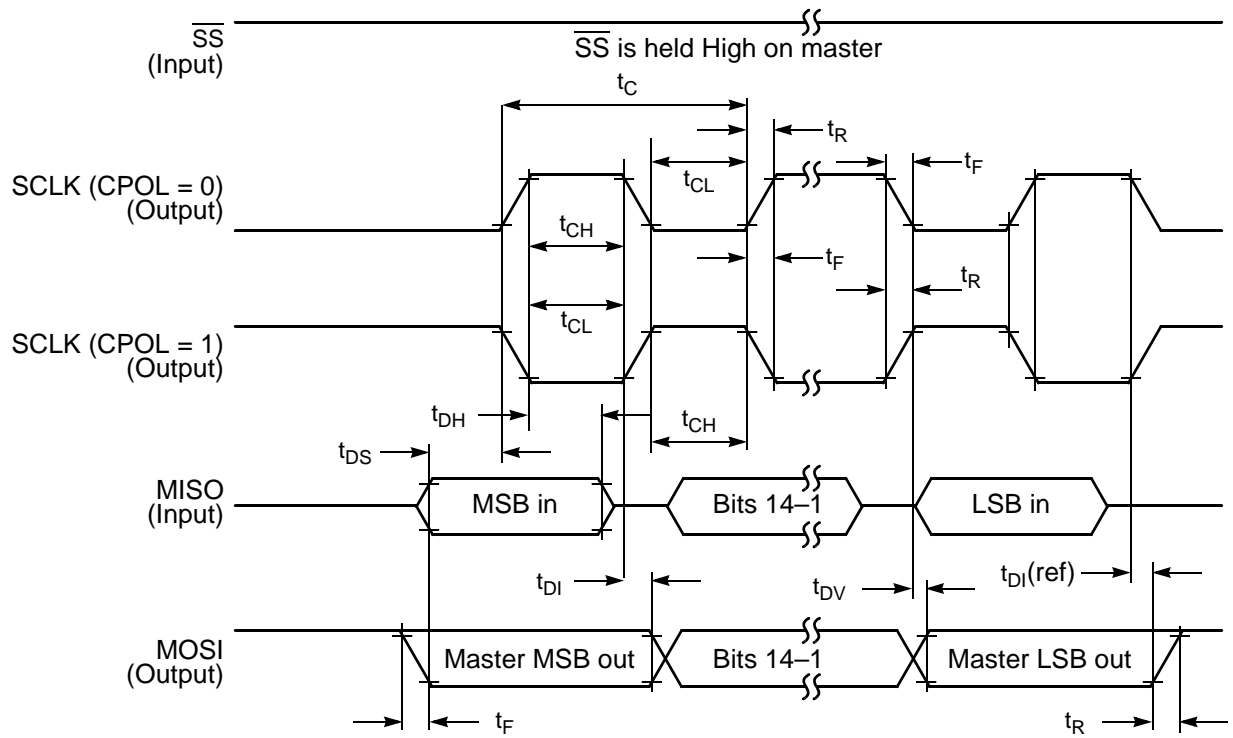 SS
(Input)
SS is held High on master
tC
tR
tF
SCLK (CPOL = 0)
(Output)
tCL
tCH
tF
tR
tCL
SCLK (CPOL = 1)
(Output)
tDH
tCH
tDS
MISO
(Input)
MSB in
Bits 14–1
LSB in
tDI
tDV
tDI(ref)
MOSI
(Output)
Master MSB out
Bits 14–1
Master LSB out
tF
tR